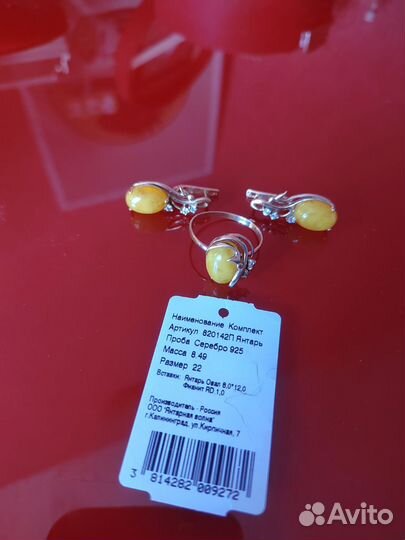 Наименование Комплект
Артикул 820142П Янтарь
Проба Серебро 925
Масса 8.49
Размер 22
Вставки: Янтарь Овал 8,0*12,0
Фианит RD 1,0
Производитель - Россия
ООО "Янтарная волна"
г.Калининград, ул.Кирпичная, 7
3 814282 009272
Avito